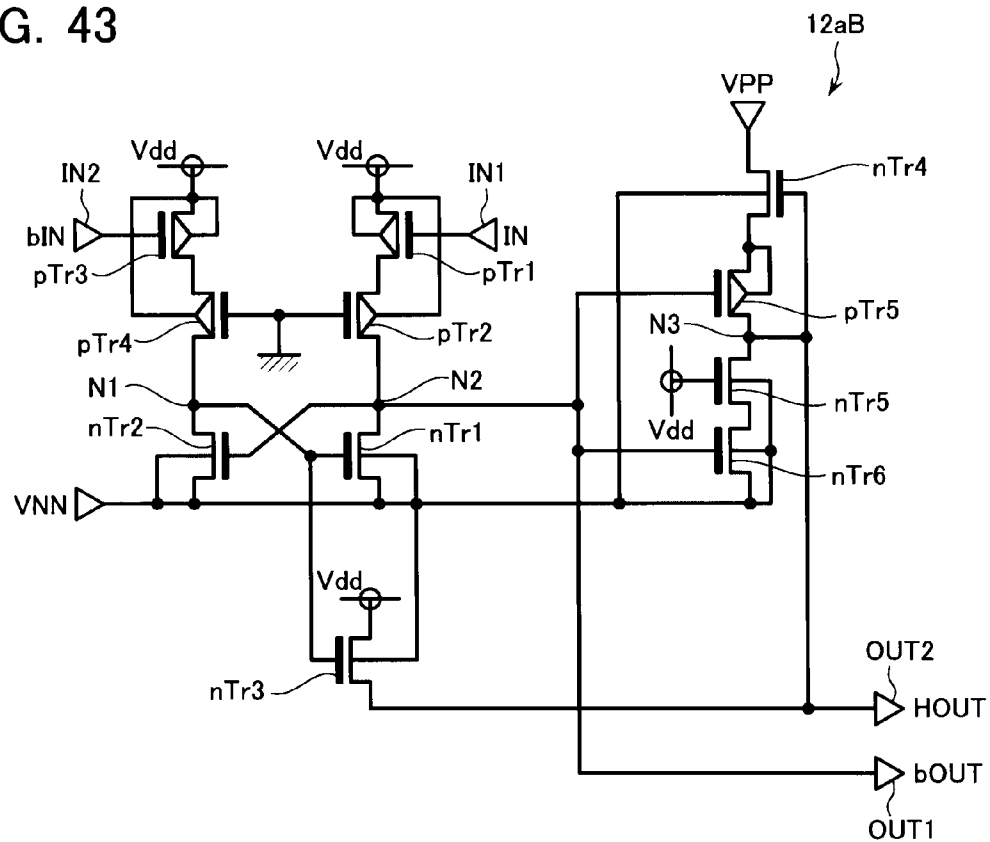 G. 43
12aB
VPP
nTr4
Vdd
Vdd
IN2
IN1
bIN
IN
pTr3
pTr1
pTr5
N3
pTr4
pTr2
N1
N2
nTr5
Vdd
nTr2
nTr1
nTr6
VNN
Vdd
nTr3
OUT2
HOUT
bOUT
OUT1